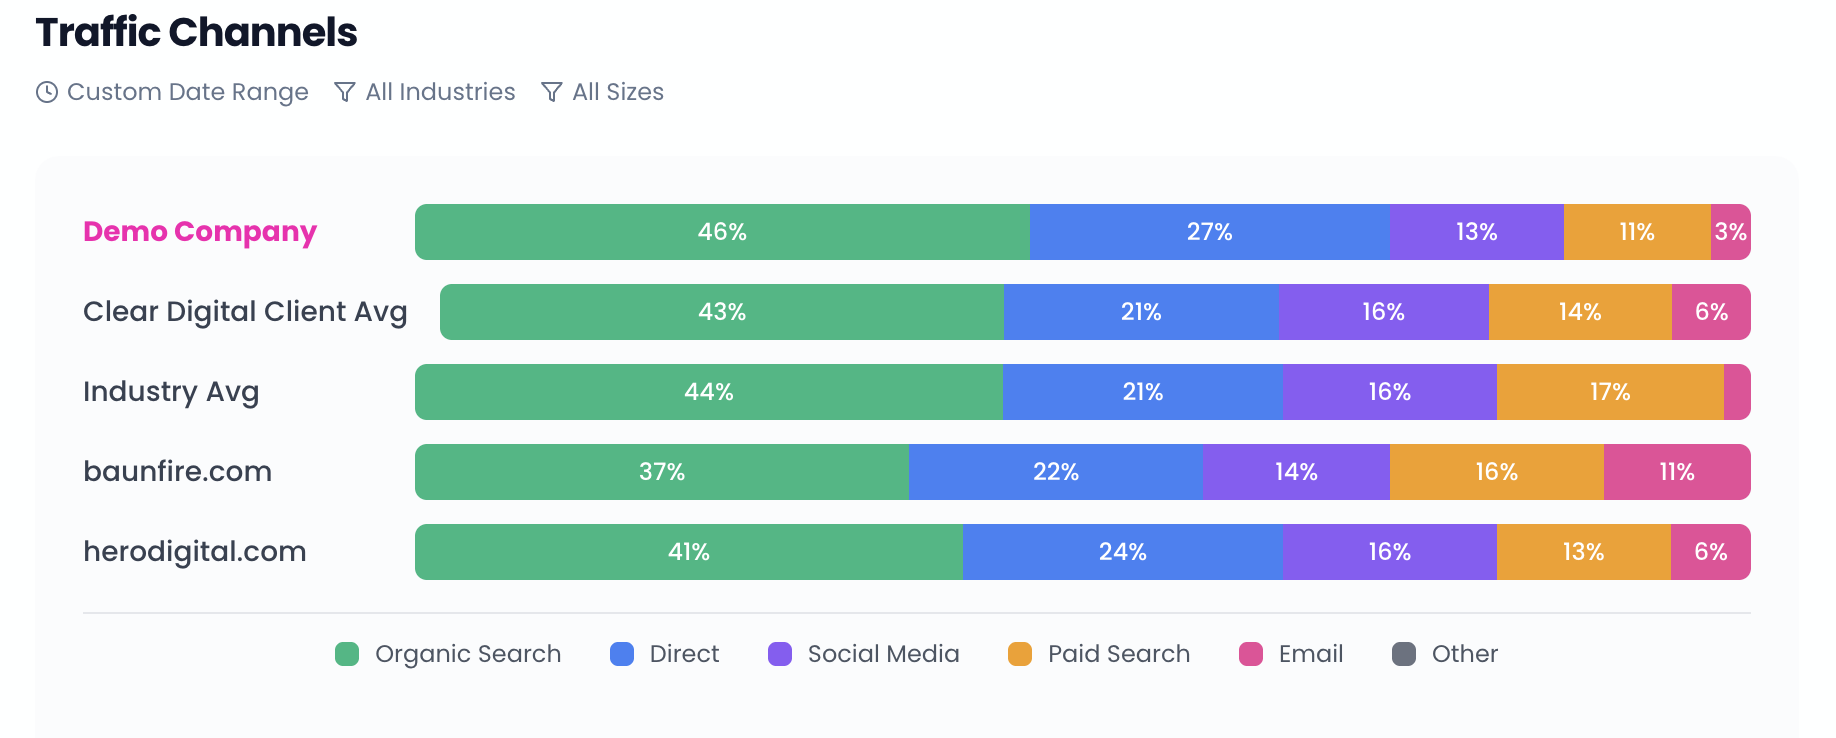 Traffic Channels
Custom Date Range All Industries All Sizes
Demo Company 46% 27% 13% 11% 3%
Clear Digital Client Avg 43% 21% 16% 14% 6%
Industry Avg 44% 21% 16% 17%
baunfire.com 37% 22% 14% 16% 11%
herodigital.com 41% 24% 16% 13% 6%
Organic Search Direct Social Media Paid Search Email Other